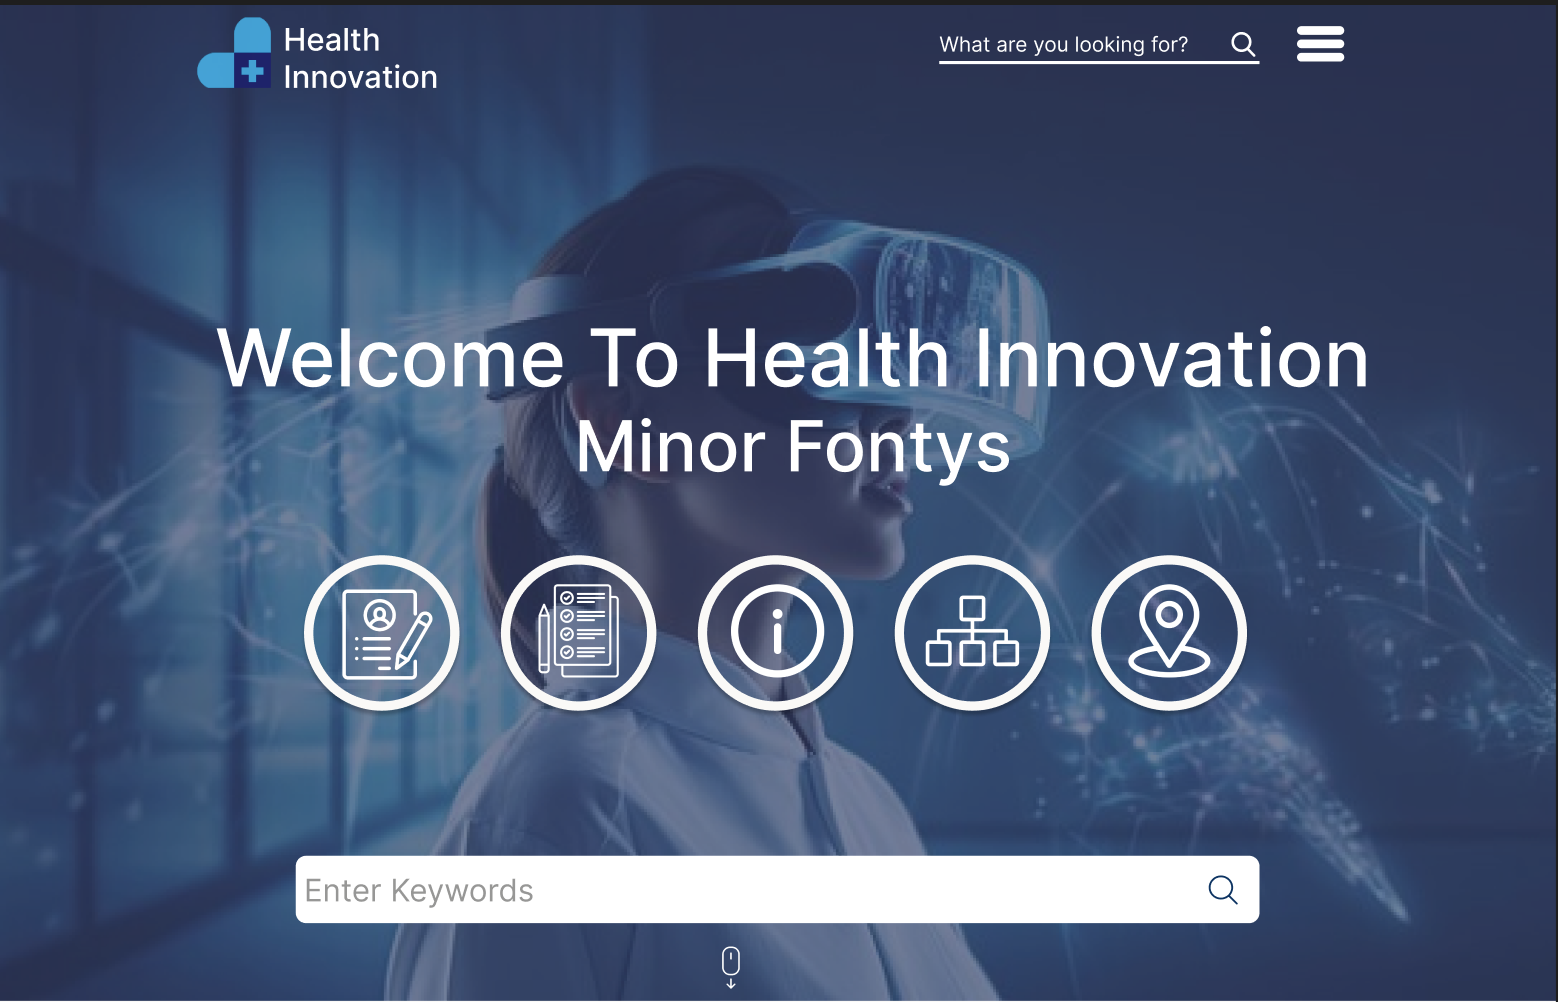 Health
Innovation
What are you looking for?
Welcome To Health Innovation
Minor Fontys
Enter Keywords